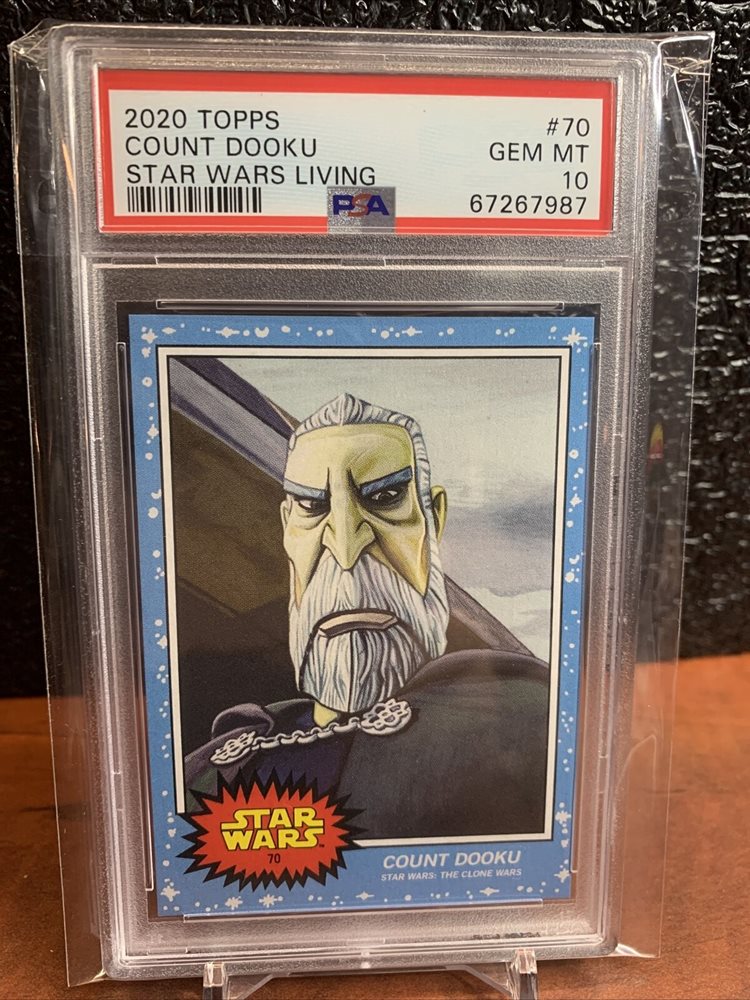 2020 TOPPS #70
COUNT DOOKU GEM MT
STAR WARS LIVING 10
PSA 67267987
STAR
WARS™
70
COUNT DOOKU
STAR WARS: THE CLONE WARS